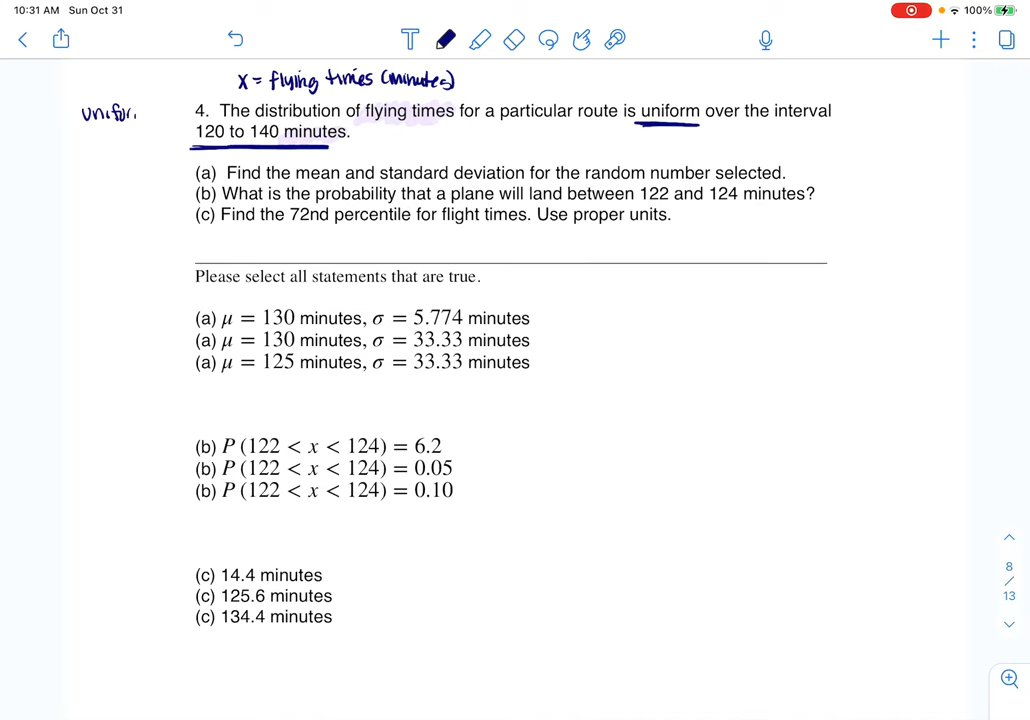 10:31 AM Sun Oct 31
100%
T
x = flying times (minutes)
unifor.
4. The distribution of flying times for a particular route is uniform over the interval
120 to 140 minutes.
(a) Find the mean and standard deviation for the random number selected.
(b) What is the probability that a plane will land between 122 and 124 minutes?
(c) Find the 72nd percentile for flight times. Use proper units.
Please select all statements that are true.
(a) μ = 130 minutes, σ = 5.774 minutes
(a) μ = 130 minutes, σ = 33.33 minutes
(a) μ = 125 minutes, σ = 33.33 minutes
(b) P (122 < x < 124) = 6.2
(b) P (122 < x < 124) = 0.05
(b) P (122 < x < 124) = 0.10
(c) 14.4 minutes
(c) 125.6 minutes
(c) 134.4 minutes
8
/
13